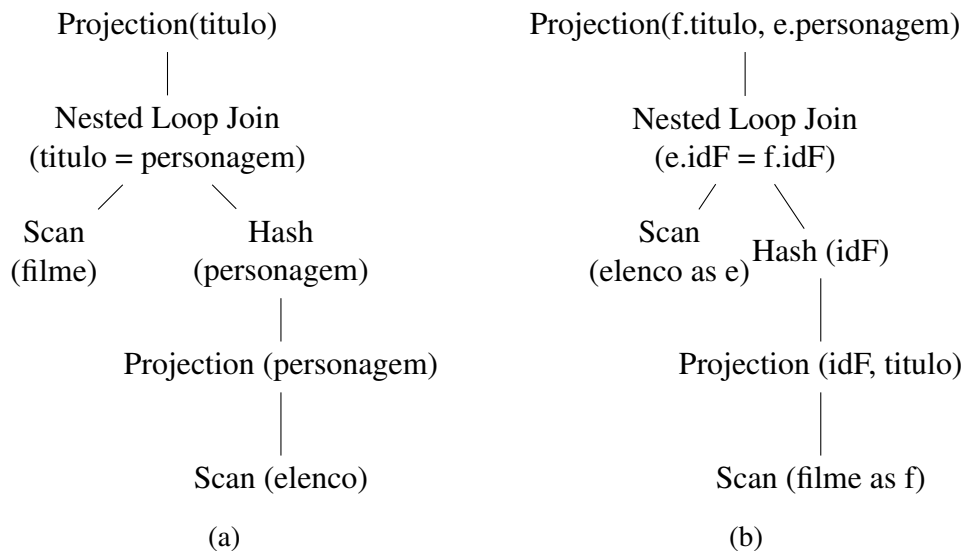 Projection(titulo)
Nested Loop Join
(titulo = personagem)
Scan
(filme)
Hash
(personagem)
Projection (personagem)
Scan (elenco)
(a)
Projection(f.titulo, e.personagem)
Nested Loop Join
(e.idF = f.idF)
Scan
(elenco as e)
Hash (idF)
Projection (idF, titulo)
Scan (filme as f)
(b)